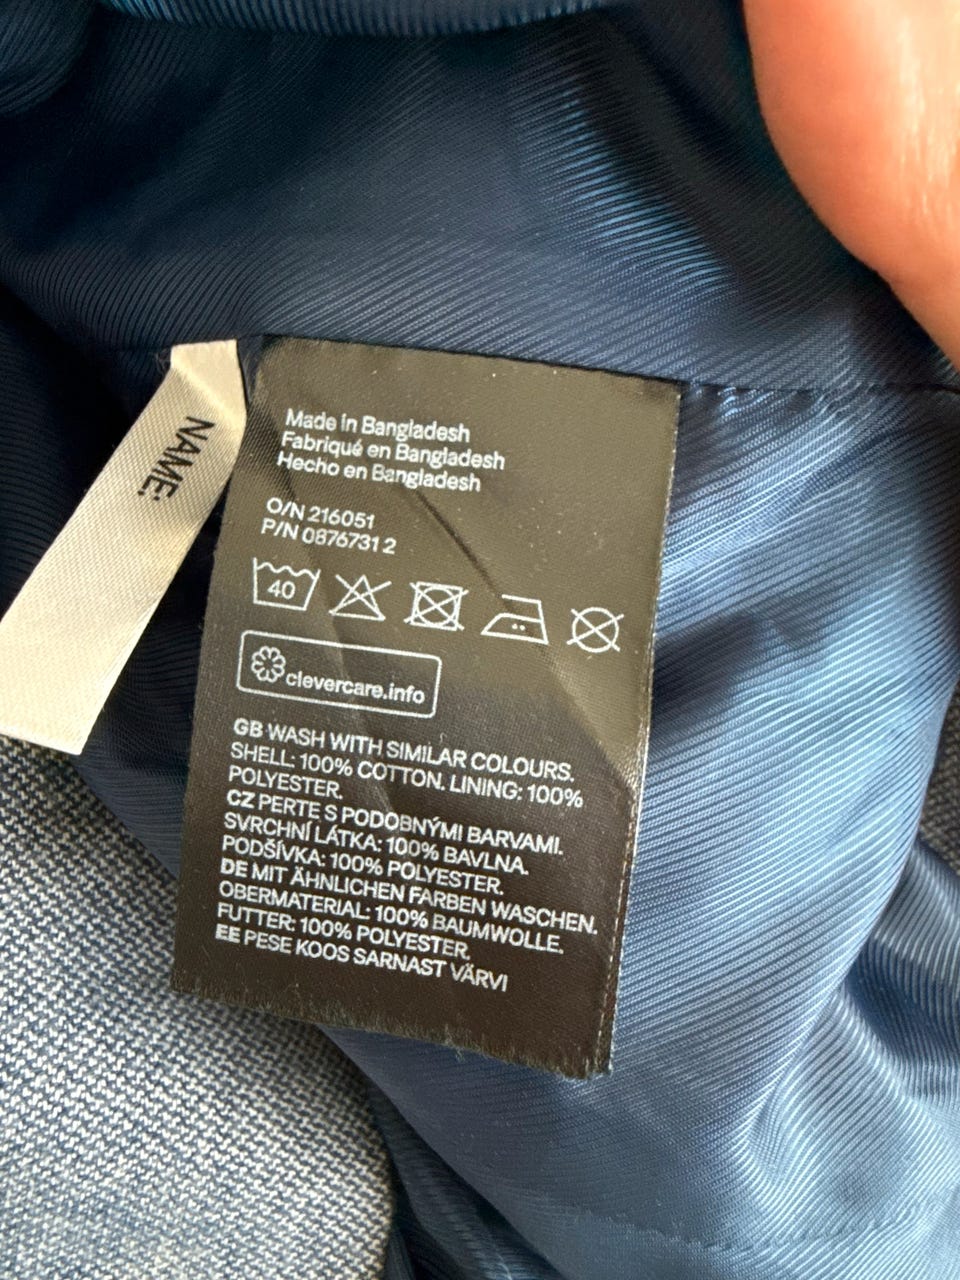 NAME:
Made in Bangladesh
Fabriqué en Bangladesh
Hecho en Bangladesh
O/N 216051
P/N 0876731 2
40
clevercare.info
GB WASH WITH SIMILAR COLOURS.
SHELL: 100% COTTON. LINING: 100%
POLYESTER.
CZ PERTE S PODOBNÝMI BARVAMI.
SVRCHNÍ LÁTKA: 100% BAVLNA.
PODŠÍVKA: 100% POLYESTER.
DE MIT ÄHNLICHEN FARBEN WASCHEN.
OBERMATERIAL: 100% BAUMWOLLE.
FUTTER: 100% POLYESTER.
EE PESE KOOS SARNAST VÄRVI